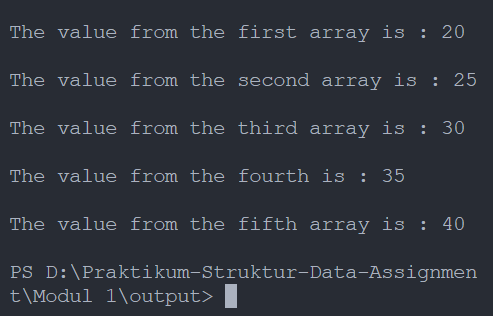 The value from the first array is : 20
The value from the second array is : 25
The value from the third array is : 30
The value from the fourth is : 35
The value from the fifth array is : 40
PS D:\Praktikum-Struktur-Data-Assignmen
t\Modul 1\output>